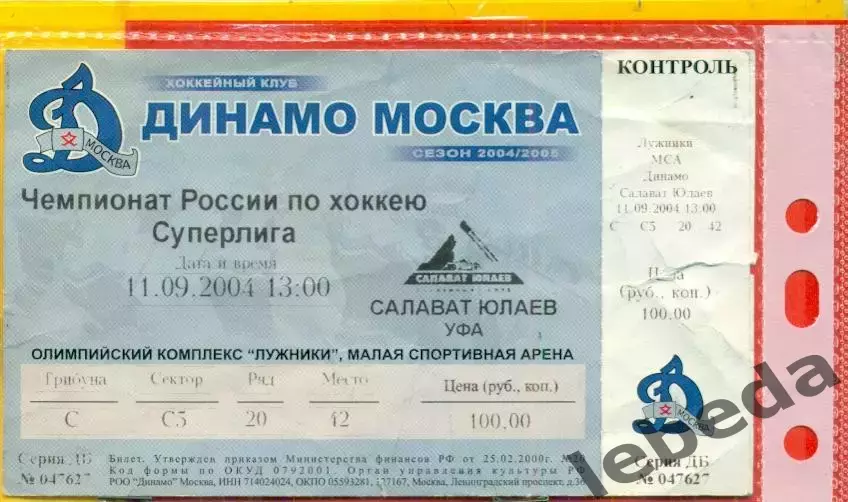 ХОККЕЙНЫЙ КЛУБ
ДИНАМО МОСКВА
СЕЗОН 2004/2005
МОСКВА
Чемпионат России по хоккею
Суперлига
Дата и время
11.09.2004 13:00
САЛАВАТ ЮЛАЕВ
САЛАВАТ ЮЛАЕВ
УФА
ОЛИМПИЙСКИЙ КОМПЛЕКС "ЛУЖНИКИ", МАЛАЯ СПОРТИВНАЯ АРЕНА
Трибуна Сектор Ряд Место Цена (руб., коп.)
С С5 20 42 100,00
Серия ДБ
№ 047627
Билет. Утвержден приказом Министерства финансов РФ от 25.02.2000г. №20
Код формы по ОКУД 0792001. Орган управления культуры РФ
РОО "Динамо" Москва, ИНН 714024024, ОКПО 05593281, 127167, Москва, Ленинградский проспект, д.36
КОНТРОЛЬ
Лужники
МСА
Динамо
Салават Юлаев
11.09.2004 13:00
С С5 20 42
Цена
(руб., коп.)
100.00
МОСКВА
Серия ДБ
№ 047627
lebeda